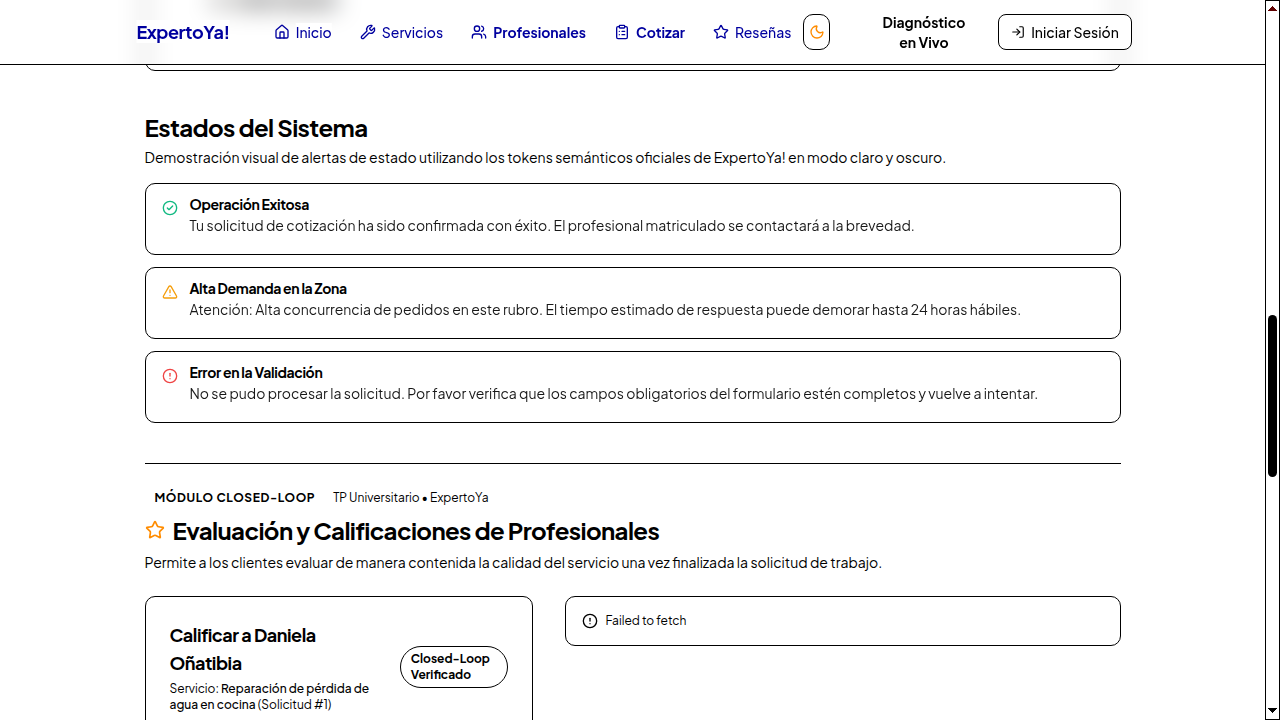 ExpertoYa!
Inicio
Servicios
Profesionales
Cotizar
Reseñas
Diagnóstico
en Vivo
Iniciar Sesión
Estados del Sistema
Demostración visual de alertas de estado utilizando los tokens semánticos oficiales de ExpertoYa! en modo claro y oscuro.
Operación Exitosa
Tu solicitud de cotización ha sido confirmada con éxito. El profesional matriculado se contactará a la brevedad.
Alta Demanda en la Zona
Atención: Alta concurrencia de pedidos en este rubro. El tiempo estimado de respuesta puede demorar hasta 24 horas hábiles.
Error en la Validación
No se pudo procesar la solicitud. Por favor verifica que los campos obligatorios del formulario estén completos y vuelve a intentar.
MÓDULO CLOSED-LOOP
TP Universitario • ExpertoYa
Evaluación y Calificaciones de Profesionales
Permite a los clientes evaluar de manera contenida la calidad del servicio una vez finalizada la solicitud de trabajo.
Calificar a Daniela
Oñatibia
Closed-Loop
Verificado
Servicio: Reparación de pérdida de
agua en cocina (Solicitud #1)
Failed to fetch